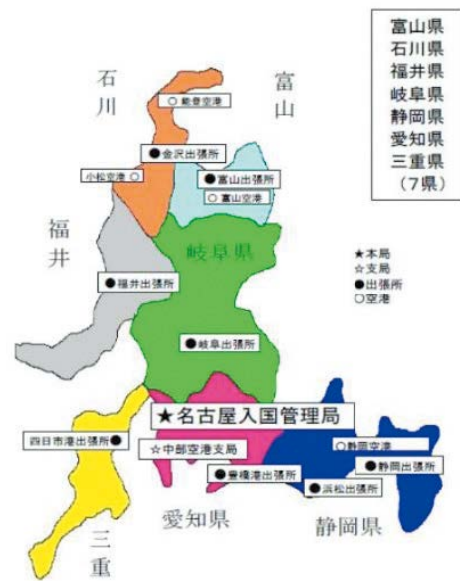 富山県
石川県
福井県
岐阜県
静岡県
愛知県
三重県
(7県)
石川
○能登空港
富山
●金沢出張所
小松空港○
●富山出張所
○富山空港
福井
岐阜県
★本局
☆支局
●出張所
○空港
●福井出張所
●岐阜出張所
★名古屋入国管理局
四日市港出張所●
☆中部空港支局
○静岡空港
●静岡出張所
●豊橋港出張所
●浜松出張所
愛知県
静岡県
三重